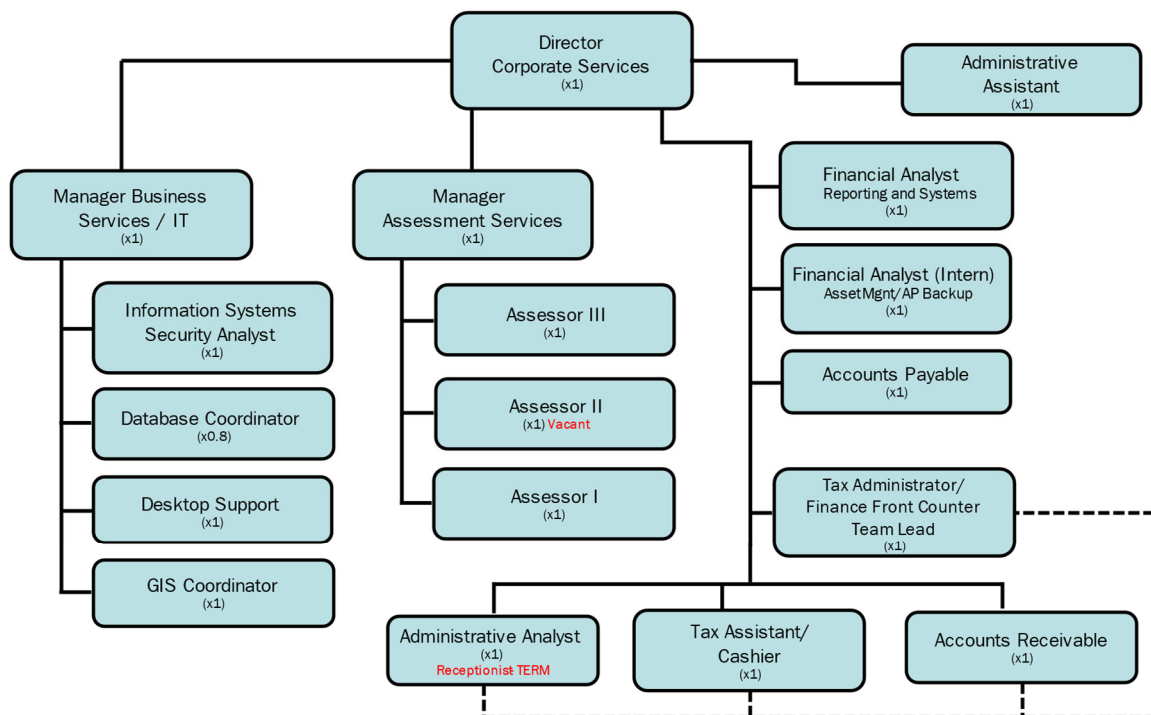 Director
Corporate Services
(x1)
Administrative
Assistant
(x1)
Manager Business
Services / IT
(x1)
Manager
Assessment Services
(x1)
Financial Analyst
Reporting and Systems
(x1)
Financial Analyst (Intern)
AssetMgnt/AP Backup
(x1)
Information Systems
Security Analyst
(x1)
Assessor III
(x1)
Accounts Payable
(x1)
Database Coordinator
(x0.8)
Assessor II
(x1) Vacant
Desktop Support
(x1)
Assessor I
(x1)
Tax Administrator/
Finance Front Counter
Team Lead
(x1)
GIS Coordinator
(x1)
Administrative Analyst
(x1)
Receptionist-TERM
Tax Assistant/
Cashier
(x1)
Accounts Receivable
(x1)